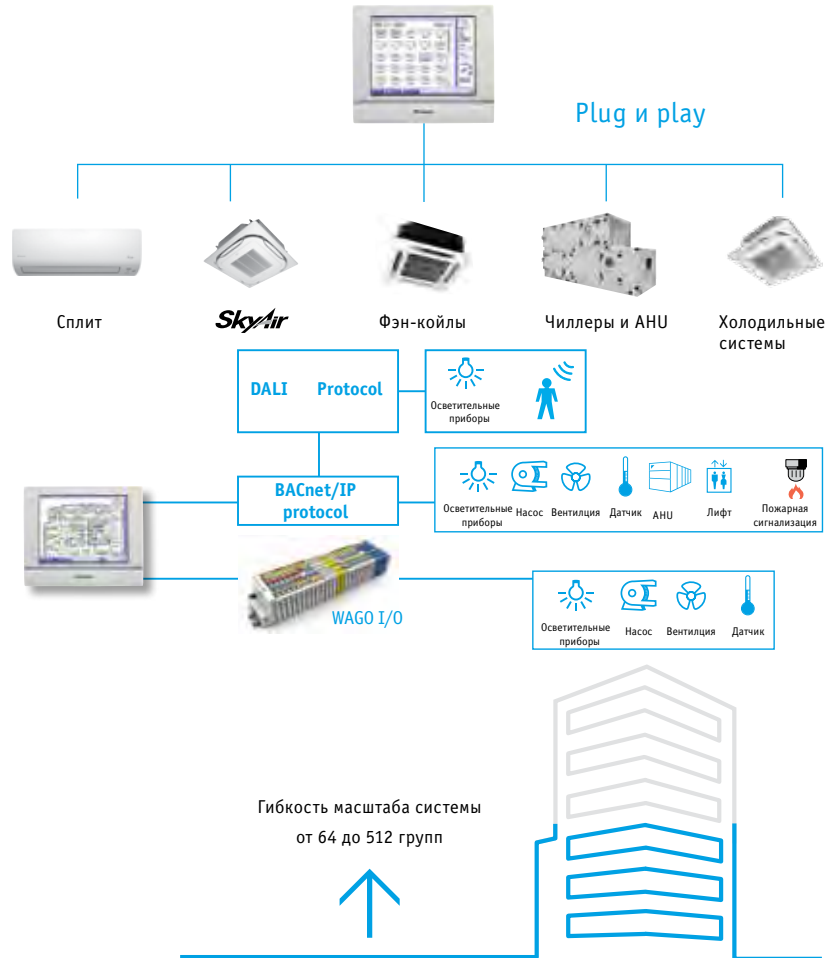 Plug и play
Сплит
SkyAir
Фэн-койлы
Чиллеры и AHU
Холодильные
системы
DALI Protocol
Осветительные
приборы
BACnet/IP
protocol
Осветительные
приборы
Насос
Вентилция
Датчик
AHU
Лифт
Пожарная
сигнализация
WAGO I/O
Осветительные
приборы
Насос
Вентилция
Датчик
Гибкость масштаба системы
от 64 до 512 групп